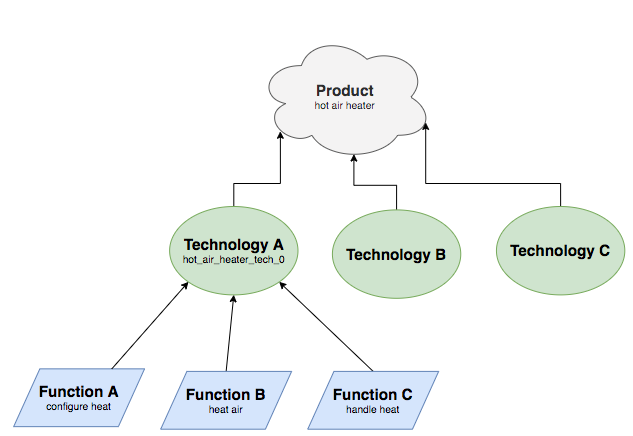 Product
hot air heater
Technology A
hot_air_heater_tech_0
Technology B
Technology C
Function A
configure heat
Function B
heat air
Function C
handle heat